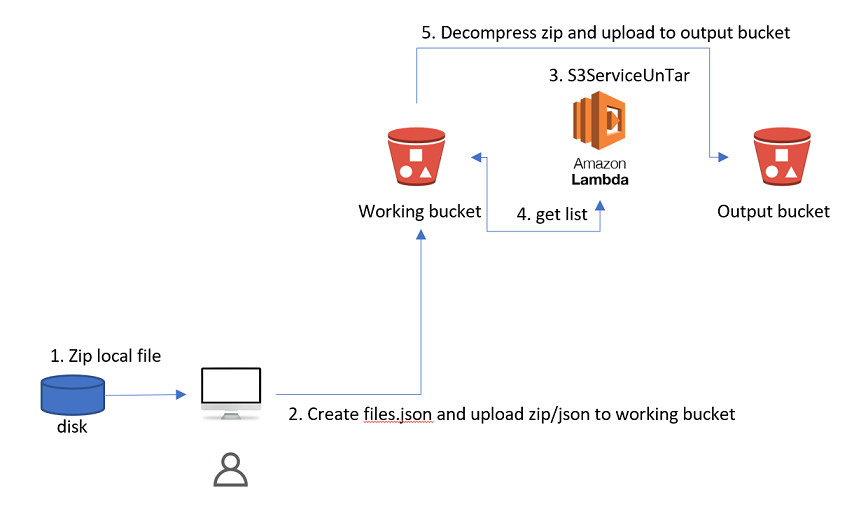 5. Decompress zip and upload to output bucket
3. S3ServiceUnTar
Amazon
Lambda
Working bucket
4. get list
Output bucket
1. Zip local file
disk
2. Create files.json and upload zip/json to working bucket